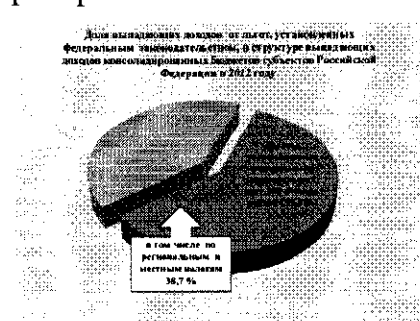 Доля выпадающих доходов от льгот, установленных
федеральным законодательством, в структуре выпадающих
доходов консолидированных бюджетов субъектов Российской
Федерации в 2012 году
в том числе по
региональным и
местным налогам
38,7 %